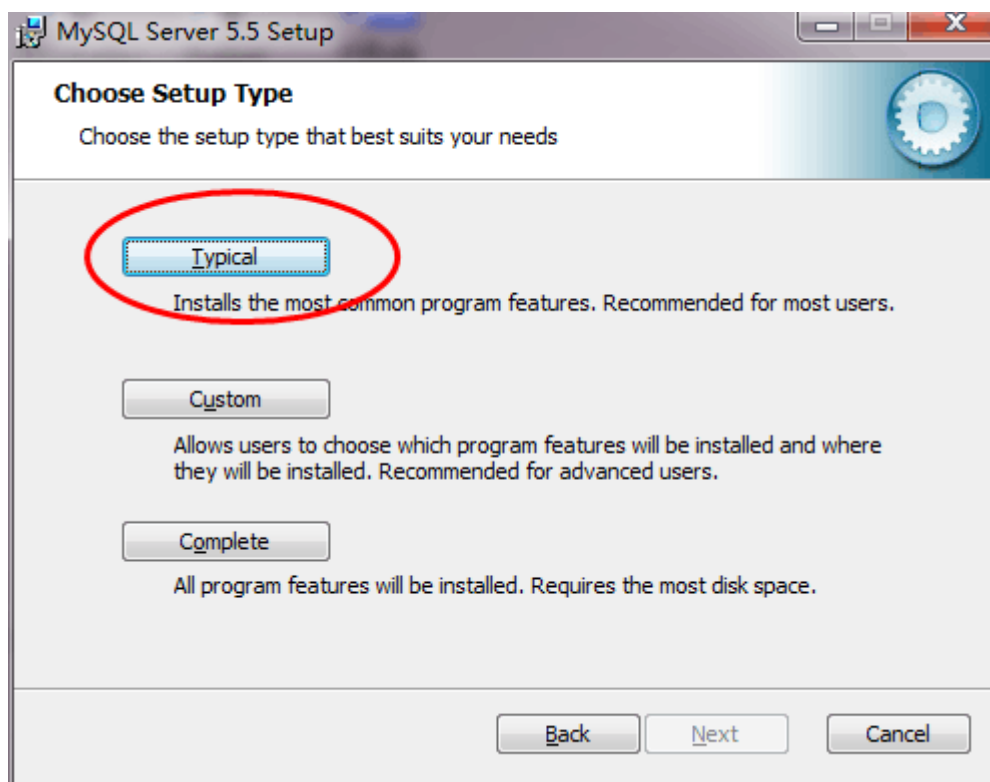 MySQL Server 5.5 Setup
Choose Setup Type
Choose the setup type that best suits your needs
Typical
Installs the most common program features. Recommended for most users.
Custom
Allows users to choose which program features will be installed and where
they will be installed. Recommended for advanced users.
Complete
All program features will be installed. Requires the most disk space.
Back Next Cancel